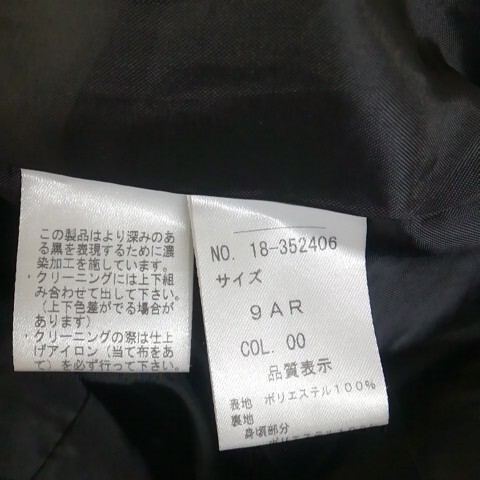 この製品はより深みのあ
る黒を表現するために濃
染加工を施しています。
・クリーニングには上下組
み合わせて出して下さい。
(上下色差がでる場合が
あります)
・クリーニングの際は仕上
げアイロン(当て布をあ
て)を必ず行って下さい。
NO. 18-352406
サイズ
9AR
COL. 00
品質表示
表地 ポリエステル100%
裏地
身頃部分